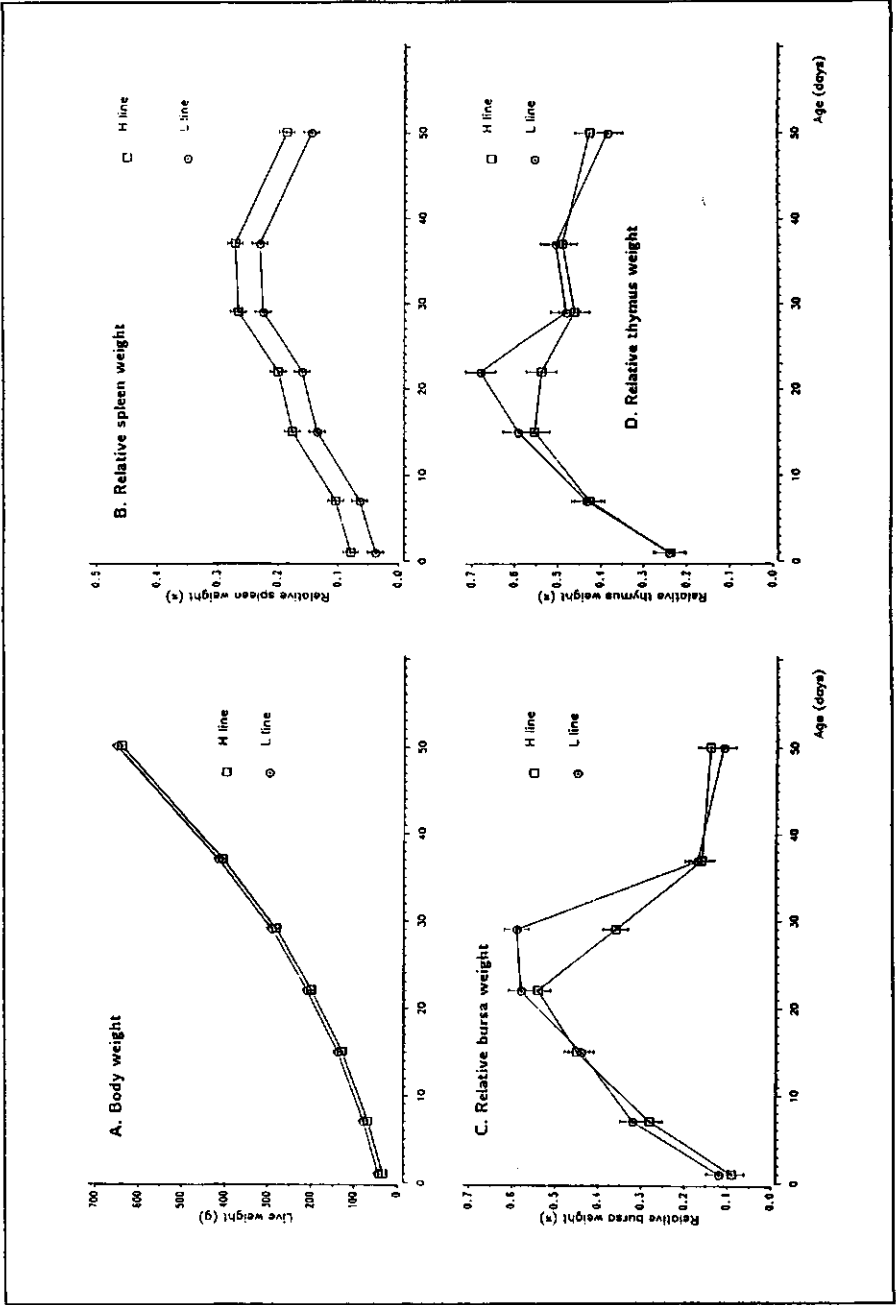 A. Body weight
Live weight (g)
700
600
500
400
300
200
100
0
0 10 20 30 40 50
H line
L line
B. Relative spleen weight
Relative spleen weight (%)
0.5
0.4
0.3
0.2
0.1
0.0
0 10 20 30 40 50
H line
L line
C. Relative bursa weight
Relative bursa weight (%)
0.7
0.6
0.5
0.4
0.3
0.2
0.1
0.0
0 10 20 30 40 50
Age (days)
H line
L line
D. Relative thymus weight
Relative thymus weight (%)
0.7
0.6
0.5
0.4
0.3
0.2
0.1
0.0
0 10 20 30 40 50
Age (days)
H line
L line